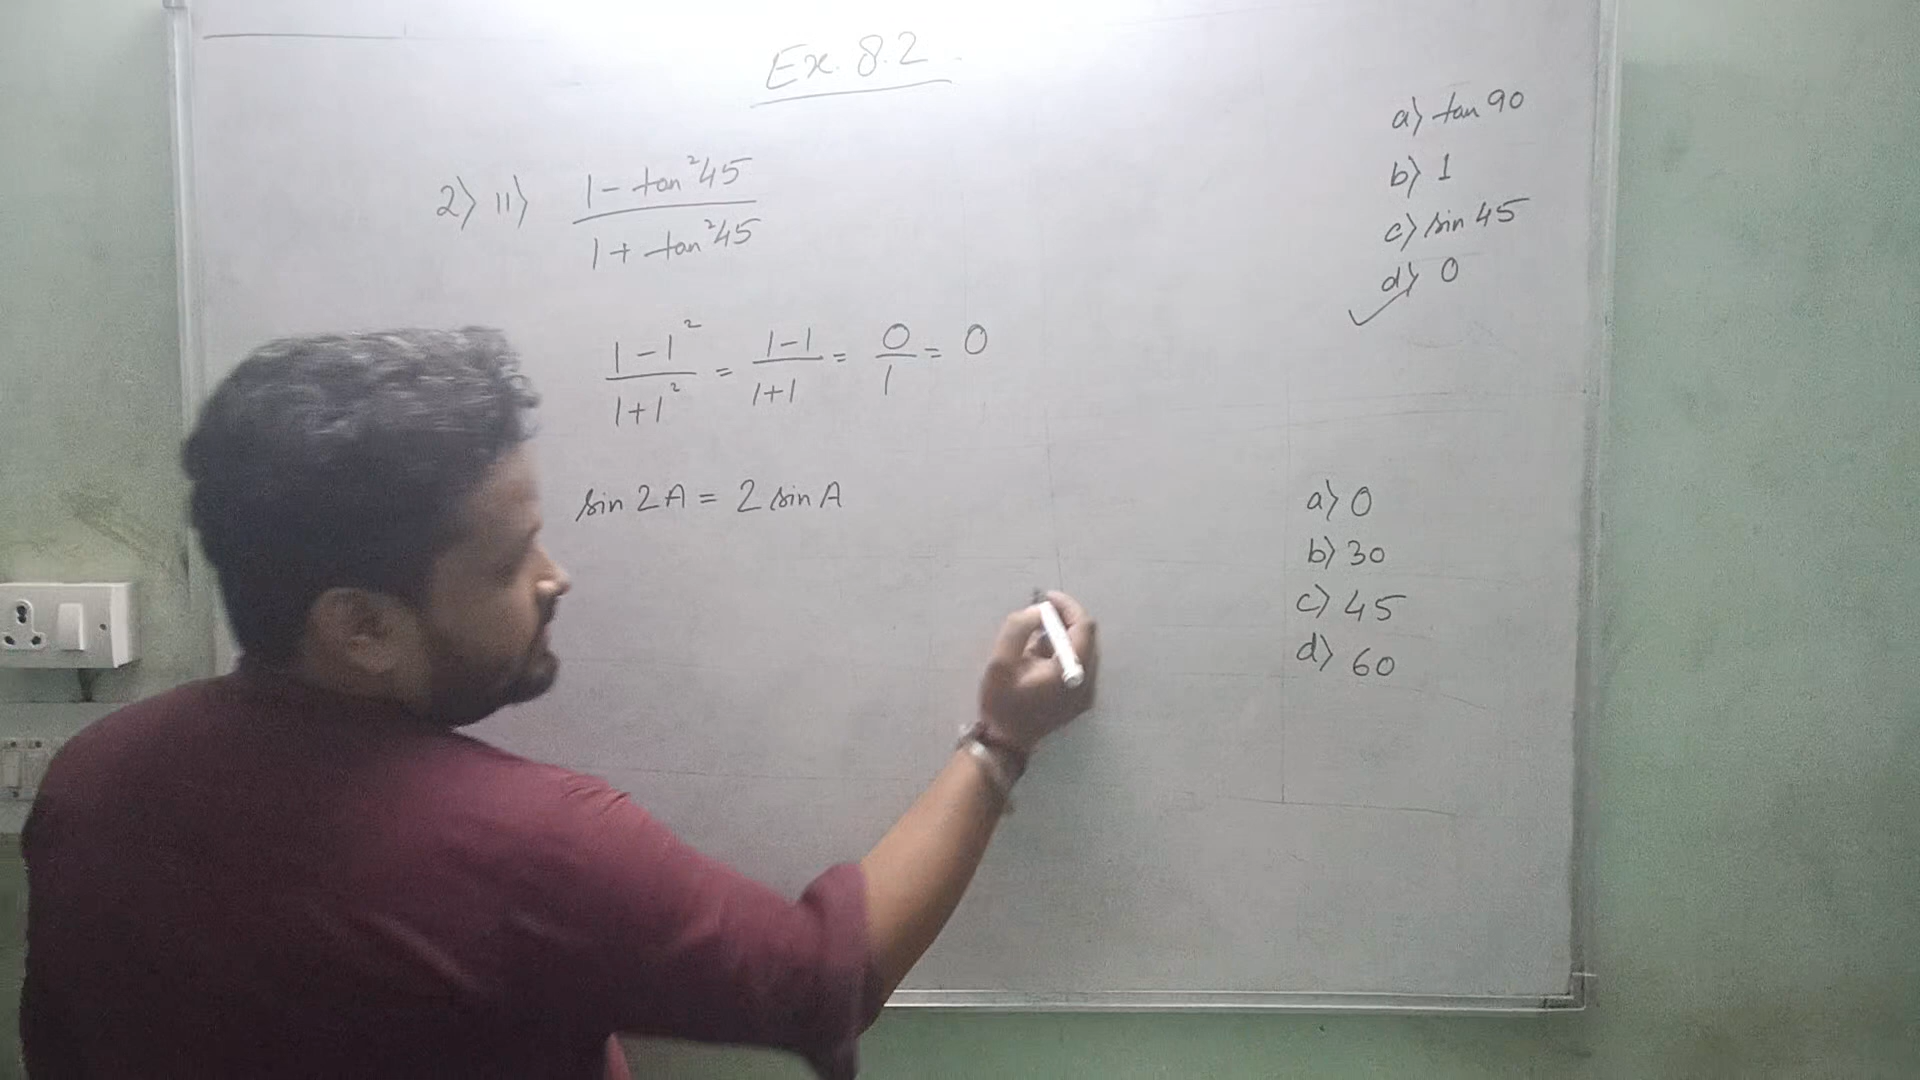 Ex. 8.2
2) 11) 1 - tan²45 / 1 + tan²45
a) tan 90
b) 1
c) sin 45
d) 0
1 - 1² / 1 + 1² = 1 - 1 / 1 + 1 = 0 / 1 = 0
sin 2A = 2 sin A
a) 0
b) 30
c) 45
d) 60